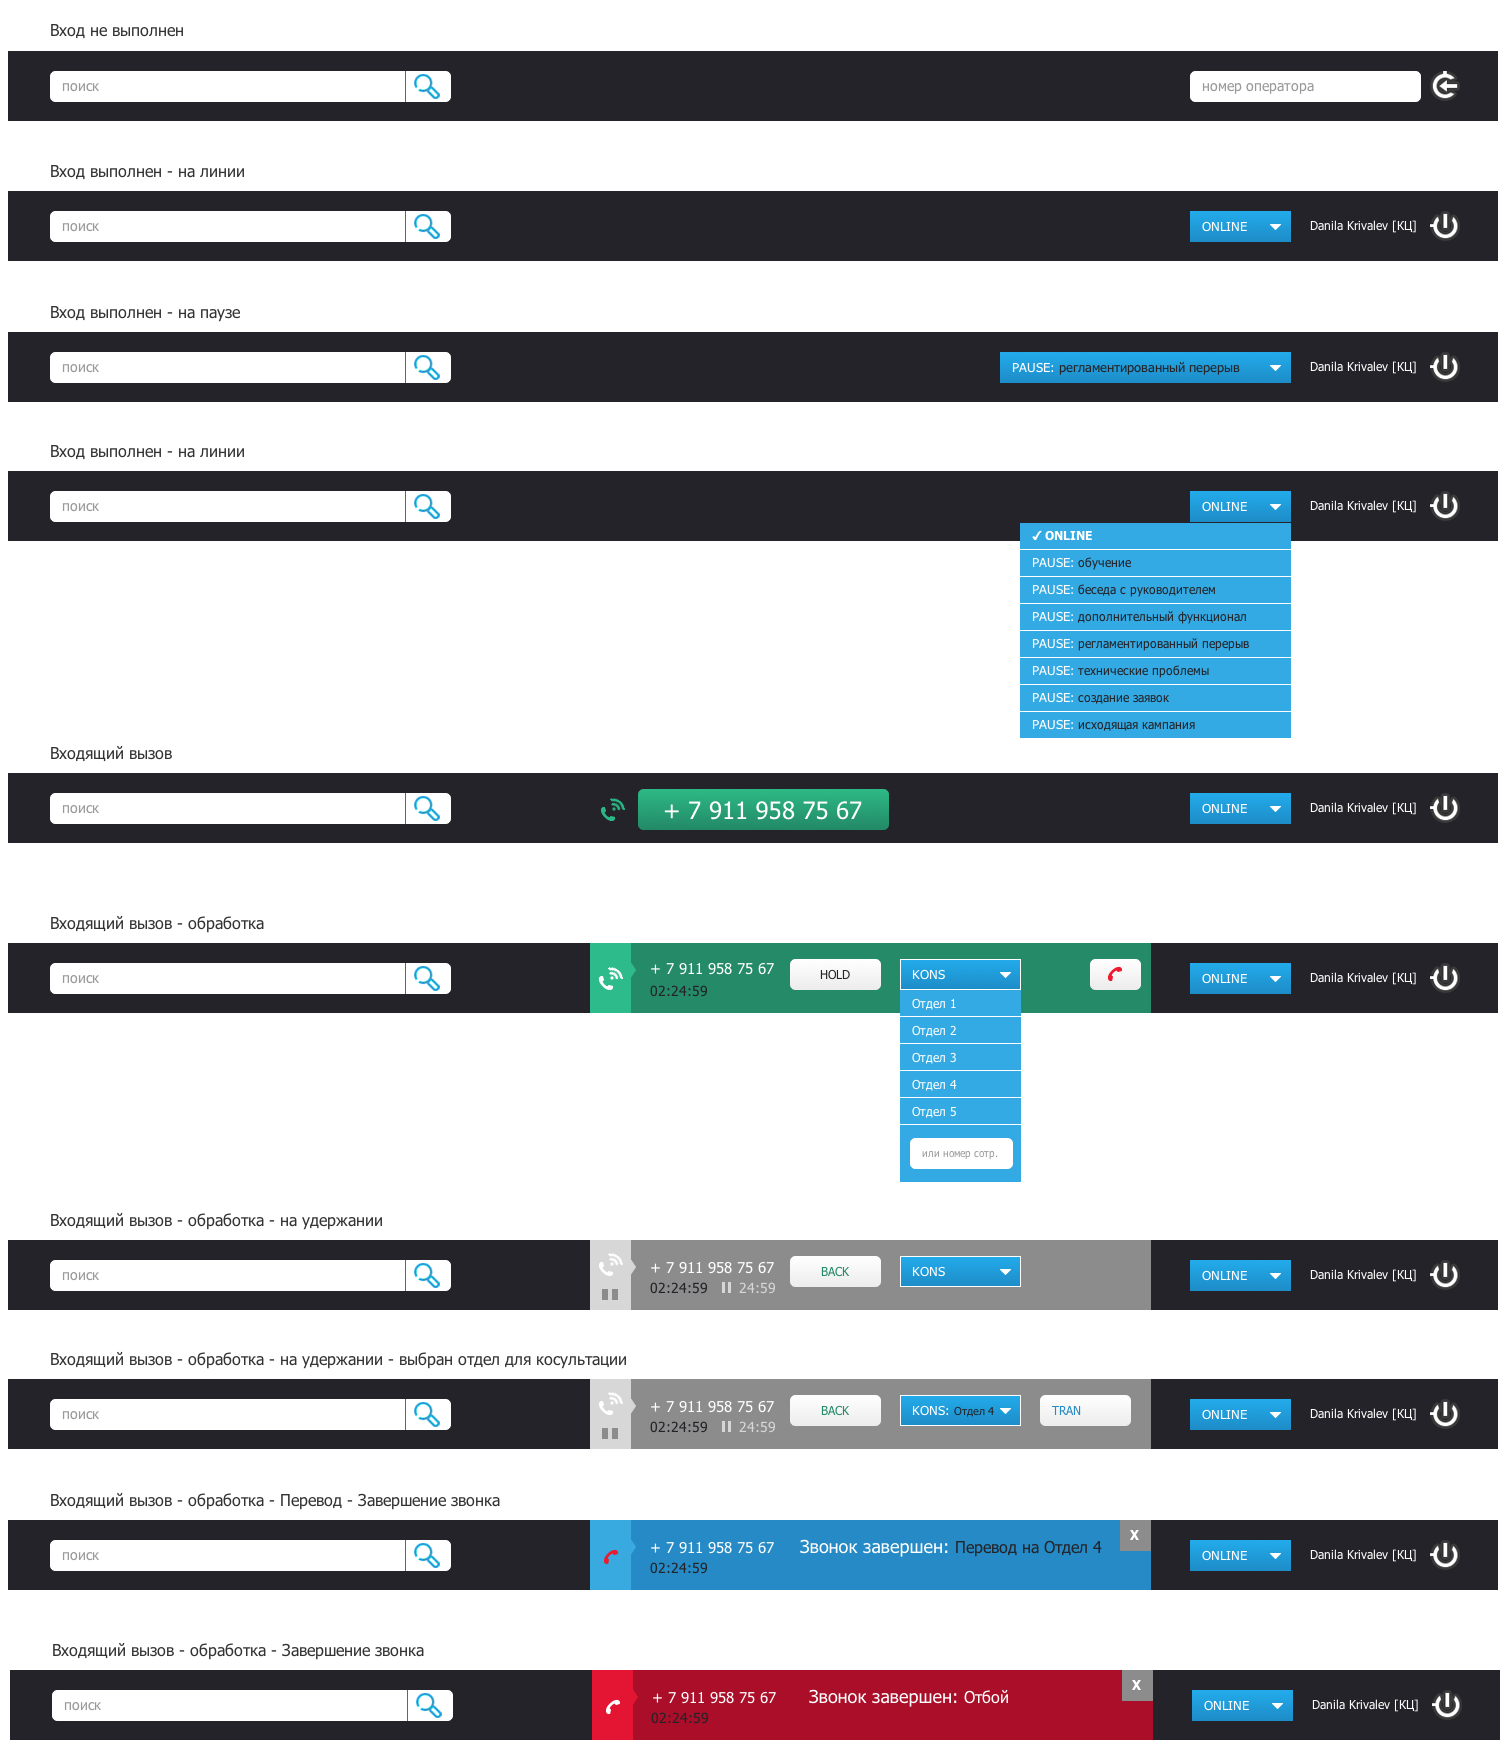 Вход не выполнен
поиск
номер оператора
Вход выполнен - на линии
поиск
ONLINE
Danila Krivalev [КЦ]
Вход выполнен - на паузе
поиск
PAUSE: регламентированный перерыв
Danila Krivalev [КЦ]
Вход выполнен - на линии
поиск
ONLINE
Danila Krivalev [КЦ]
✓ ONLINE
PAUSE: обучение
PAUSE: беседа с руководителем
PAUSE: дополнительный функционал
PAUSE: регламентированный перерыв
PAUSE: технические проблемы
PAUSE: создание заявок
PAUSE: исходящая кампания
Входящий вызов
поиск
+ 7 911 958 75 67
ONLINE
Danila Krivalev [КЦ]
Входящий вызов - обработка
поиск
+ 7 911 958 75 67
02:24:59
HOLD
KONS
Отдел 1
Отдел 2
Отдел 3
Отдел 4
Отдел 5
или номер сотр.
ONLINE
Danila Krivalev [КЦ]
Входящий вызов - обработка - на удержании
поиск
+ 7 911 958 75 67
02:24:59 24:59
BACK
KONS
ONLINE
Danila Krivalev [КЦ]
Входящий вызов - обработка - на удержании - выбран отдел для косультации
поиск
+ 7 911 958 75 67
02:24:59 24:59
BACK
KONS: Отдел 4
TRAN
ONLINE
Danila Krivalev [КЦ]
Входящий вызов - обработка - Перевод - Завершение звонка
поиск
+ 7 911 958 75 67
02:24:59
Звонок завершен: Перевод на Отдел 4
X
ONLINE
Danila Krivalev [КЦ]
Входящий вызов - обработка - Завершение звонка
поиск
+ 7 911 958 75 67
02:24:59
Звонок завершен: Отбой
X
ONLINE
Danila Krivalev [КЦ]